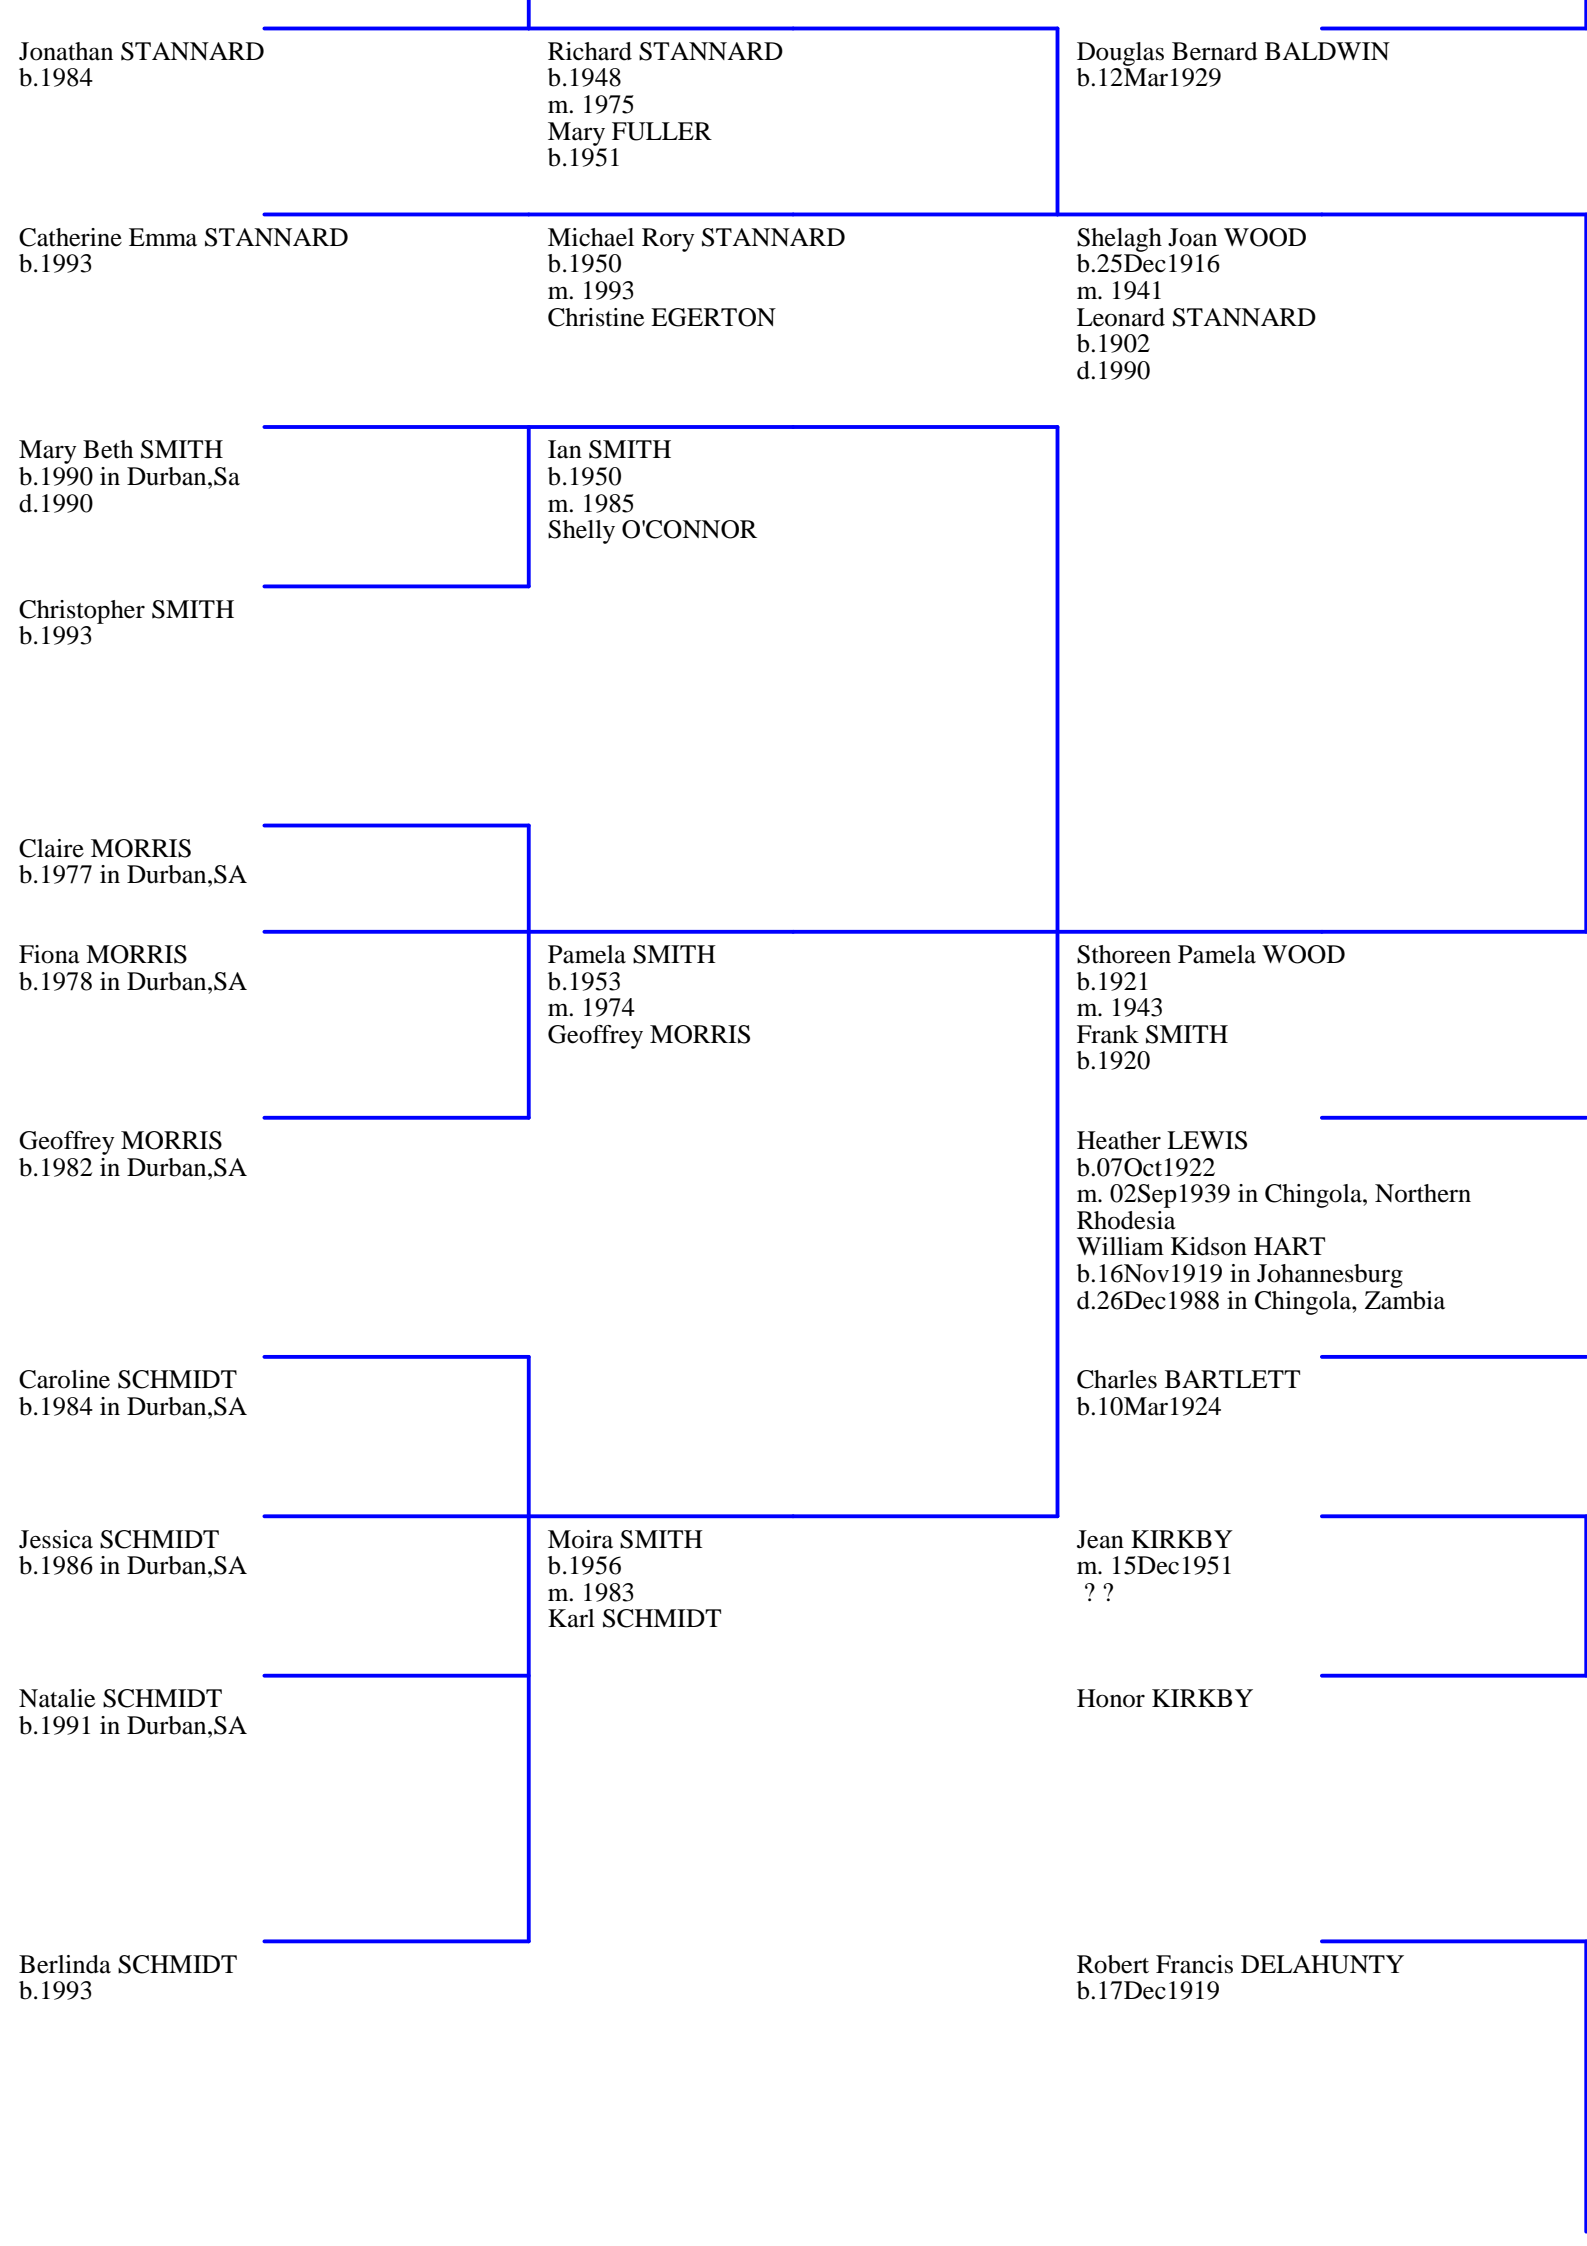 Jonathan STANNARD
b.1984
Richard STANNARD
b.1948
m. 1975
Mary FULLER
b.1951
Douglas Bernard BALDWIN
b.12Mar1929
Catherine Emma STANNARD
b.1993
Michael Rory STANNARD
b.1950
m. 1993
Christine EGERTON
Shelagh Joan WOOD
b.25Dec1916
m. 1941
Leonard STANNARD
b.1902
d.1990
Mary Beth SMITH
b.1990 in Durban,Sa
d.1990
Ian SMITH
b.1950
m. 1985
Shelly O'CONNOR
Christopher SMITH
b.1993
Claire MORRIS
b.1977 in Durban,SA
Fiona MORRIS
b.1978 in Durban,SA
Pamela SMITH
b.1953
m. 1974
Geoffrey MORRIS
Sthoreen Pamela WOOD
b.1921
m. 1943
Frank SMITH
b.1920
Geoffrey MORRIS
b.1982 in Durban,SA
Heather LEWIS
b.07Oct1922
m. 02Sep1939 in Chingola, Northern
Rhodesia
William Kidson HART
b.16Nov1919 in Johannesburg
d.26Dec1988 in Chingola, Zambia
Caroline SCHMIDT
b.1984 in Durban,SA
Charles BARTLETT
b.10Mar1924
Jessica SCHMIDT
b.1986 in Durban,SA
Moira SMITH
b.1956
m. 1983
Karl SCHMIDT
Jean KIRKBY
m. 15Dec1951
? ?
Natalie SCHMIDT
b.1991 in Durban,SA
Honor KIRKBY
Berlinda SCHMIDT
b.1993
Robert Francis DELAHUNTY
b.17Dec1919